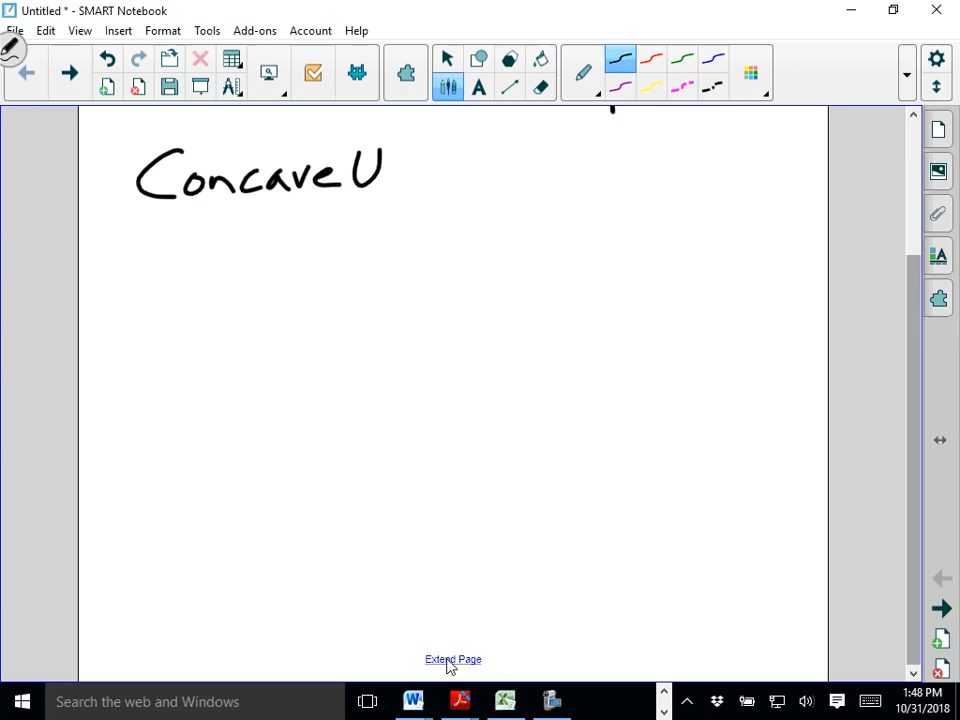 Untitled * - SMART Notebook
File Edit View Insert Format Tools Add-ons Account Help
Concave U
Extend Page
Search the web and Windows
1:48 PM
10/31/2018